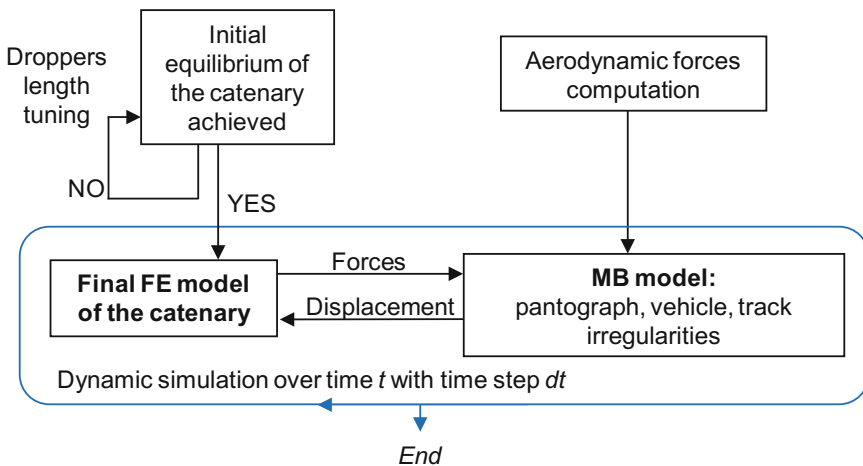 Droppers
length
tuning
Initial
equilibrium of
the catenary
achieved
Aerodynamic forces
computation
NO
YES
Final FE model
of the catenary
Forces
Displacement
MB model:
pantograph, vehicle, track
irregularities
Dynamic simulation over time t with time step dt
End